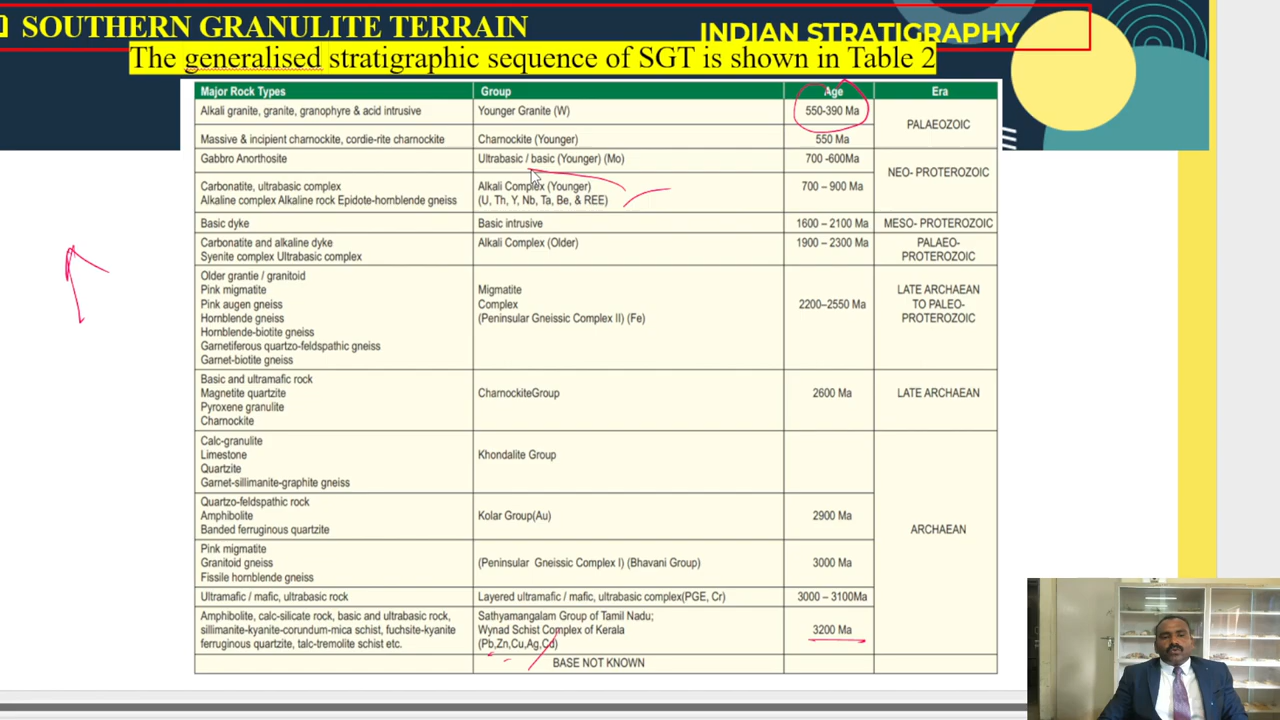 SOUTHERN GRANULITE TERRAIN
INDIAN STRATIGRAPHY
The generalised stratigraphic sequence of SGT is shown in Table 2
Major Rock Types Group Age Era
Alkali granite, granite, granophyre & acid intrusive Younger Granite (W) 550-390 Ma
PALAEOZOIC
Massive & incipient charnockite, cordie-rite charnockite Charnockite (Younger) 550 Ma
Gabbro Anorthosite Ultrabasic / basic (Younger) (Mo) 700 -600Ma
NEO- PROTEROZOIC
Carbonatite, ultrabasic complex Alkali Complex (Younger) 700 – 900 Ma
Alkaline complex Alkaline rock Epidote-hornblende gneiss (U, Th, Y, Nb, Ta, Be, & REE)
Basic dyke Basic intrusive 1600 – 2100 Ma MESO- PROTEROZOIC
Carbonatite and alkaline dyke Alkali Complex (Older) 1900 – 2300 Ma PALAEO-
Syenite complex Ultrabasic complex PROTEROZOIC
Older grantie / granitoid
Pink migmatite Migmatite LATE ARCHAEAN
Pink augen gneiss Complex 2200–2550 Ma TO PALEO-
Hornblende gneiss (Peninsular Gneissic Complex II) (Fe) PROTEROZOIC
Hornblende-biotite gneiss
Garnetiferous quartzo-feldspathic gneiss
Garnet-biotite gneiss
Basic and ultramafic rock
Magnetite quartzite CharnockiteGroup 2600 Ma LATE ARCHAEAN
Pyroxene granulite
Charnockite
Calc-granulite
Limestone Khondalite Group
Quartzite
Garnet-sillimanite-graphite gneiss
Quartzo-feldspathic rock
Amphibolite Kolar Group(Au) 2900 Ma
Banded ferruginous quartzite ARCHAEAN
Pink migmatite
Granitoid gneiss (Peninsular Gneissic Complex I) (Bhavani Group) 3000 Ma
Fissile hornblende gneiss
Ultramafic / mafic, ultrabasic rock Layered ultramafic / mafic, ultrabasic complex(PGE, Cr) 3000 – 3100Ma
Amphibolite, calc-silicate rock, basic and ultrabasic rock, Sathyamangalam Group of Tamil Nadu;
sillimanite-kyanite-corundum-mica schist, fuchsite-kyanite Wynad Schist Complex of Kerala 3200 Ma
ferruginous quartzite, talc-tremolite schist etc. (Pb,Zn,Cu,Ag,Cd)
BASE NOT KNOWN